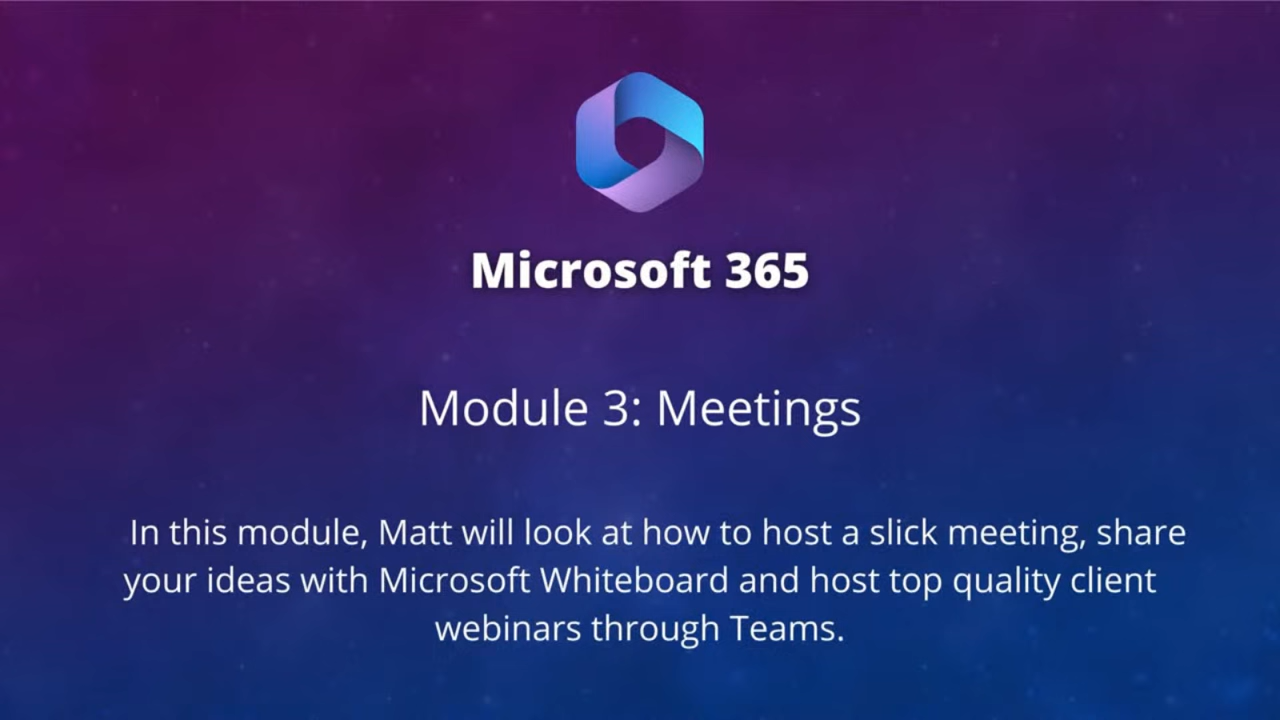 Microsoft 365
Module 3: Meetings
In this module, Matt will look at how to host a slick meeting, share
your ideas with Microsoft Whiteboard and host top quality client
webinars through Teams.